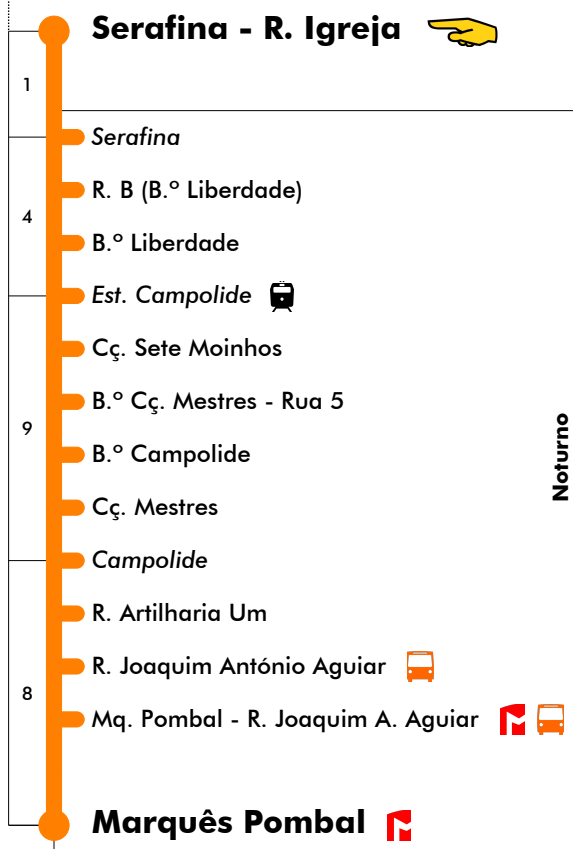 Serafina - R. Igreja
1
Serafina
R. B (B.º Liberdade)
4
B.º Liberdade
Est. Campolide
Cç. Sete Moinhos
B.º Cç. Mestres - Rua 5
9
B.º Campolide
Noturno
Cç. Mestres
Campolide
R. Artilharia Um
R. Joaquim António Aguiar
8
Mq. Pombal - R. Joaquim A. Aguiar
Marquês Pombal